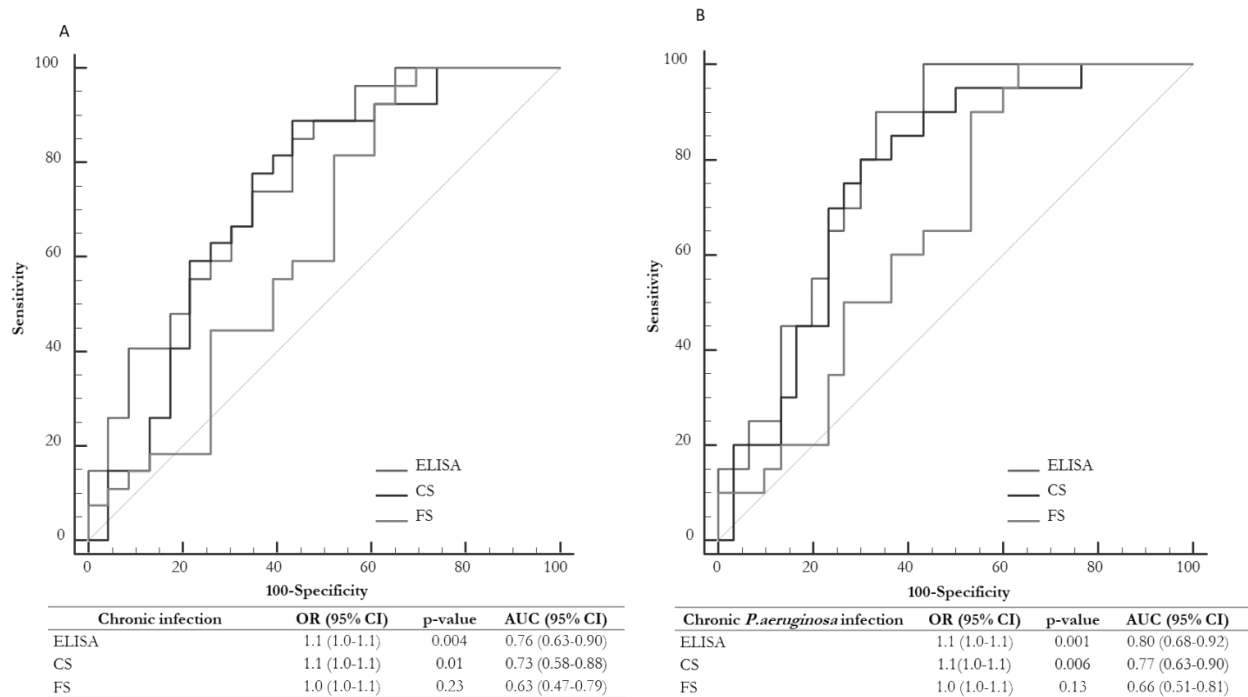 A
100
80
60
40
20
0
Sensitivity
ELISA
CS
FS
0 20 40 60 80 100
100-Specificity
Chronic infection OR (95% CI) p-value AUC (95% CI)
ELISA 1.1 (1.0-1.1) 0.004 0.76 (0.63-0.90)
CS 1.1 (1.0-1.1) 0.01 0.73 (0.58-0.88)
FS 1.0 (1.0-1.1) 0.23 0.63 (0.47-0.79)
B
100
80
60
40
20
0
Sensitivity
ELISA
CS
FS
0 20 40 60 80 100
100-Specificity
Chronic P.aeruginosa infection OR (95% CI) p-value AUC (95% CI)
ELISA 1.1 (1.0-1.1) 0.001 0.80 (0.68-0.92)
CS 1.1(1.0-1.1) 0.006 0.77 (0.63-0.90)
FS 1.0 (1.0-1.1) 0.13 0.66 (0.51-0.81)